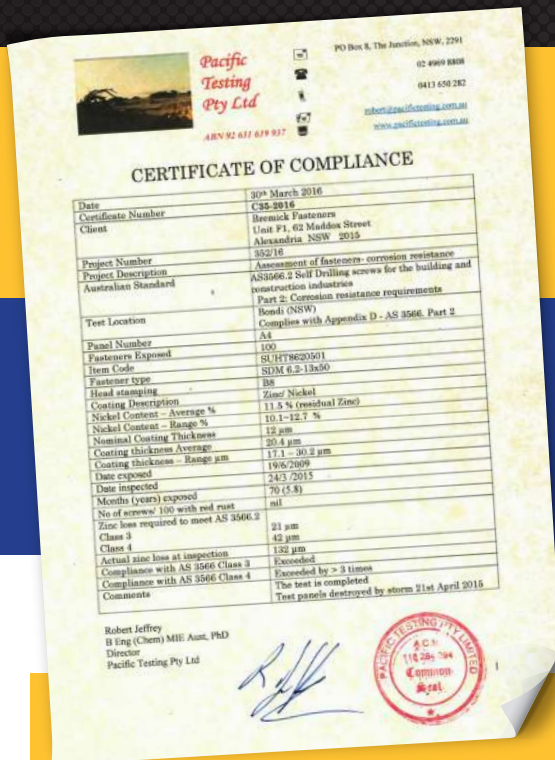 Pacific
Testing
Pty Ltd
ABN 92 631 639 937
PO Box 8, The Junction, NSW, 2291
02 4969 8808
0413 650 282
robert@pacifictesting.com.au
www.pacifictesting.com.au
CERTIFICATE OF COMPLIANCE
Date 30th March 2016
Certificate Number C35-2016
Client Bremick Fasteners
Unit F1, 62 Maddox Street
Alexandria NSW 2015
Project Number 352/16
Project Description Assessment of fasteners- corrosion resistance
Australian Standard AS3566.2 Self Drilling screws for the building and
construction industries
Part 2: Corrosion resistance requirements
Test Location Bondi (NSW)
Complies with Appendix D - AS 3566. Part 2
Panel Number A4
Fasteners Exposed 100
Item Code SUHT8620501
Fastener type SDM 6.2-13x50
Head stamping B8
Coating Description Zinc/ Nickel
Nickel Content – Average % 11.5 % (residual Zinc)
Nickel Content – Range % 10.1–12.7 %
Nominal Coating Thickness 12 µm
Coating thickness Average 20.4 µm
Coating thickness – Range µm 17.1 – 30.2 µm
Date exposed 19/6/2009
Date inspected 24/3 /2015
Months (years) exposed 70 (5.8)
No of screws/ 100 with red rust nil
Zinc loss required to meet AS 3566.2
Class 3 21 µm
Class 4 42 µm
Actual zinc loss at inspection 132 µm
Compliance with AS 3566 Class 3 Exceeded
Compliance with AS 3566 Class 4 Exceeded by > 3 times
Comments The test is completed
Test panels destroyed by storm 21st April 2015
Robert Jeffrey
B Eng (Chem) MIE Aust, PhD
Director
Pacific Testing Pty Ltd
PACIFIC TESTING PTY LIMITED
A.C.N.
Common
Seal
1